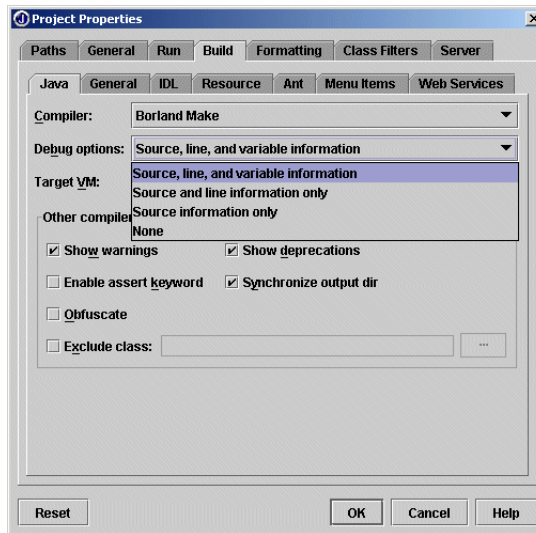 Project Properties
Paths General Run Build Formatting Class Filters Server
Java General IDL Resource Ant Menu Items Web Services
Compiler: Borland Make
Debug options: Source, line, and variable information
Source, line, and variable information
Target VM:
Source and line information only
Other compiler Source information only
None
Show warnings Show deprecations
Enable assert keyword Synchronize output dir
Obfuscate
Exclude class: ...
Reset OK Cancel Help